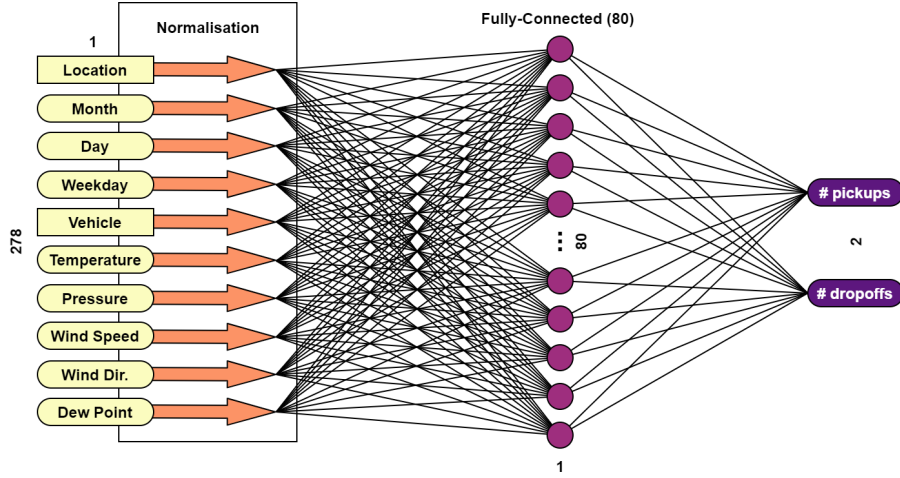 Normalisation
Fully-Connected (80)
1
Location
Month
Day
Weekday
Vehicle
Temperature
Pressure
Wind Speed
Wind Dir.
Dew Point
278
...
80
1
# pickups
2
# dropoffs